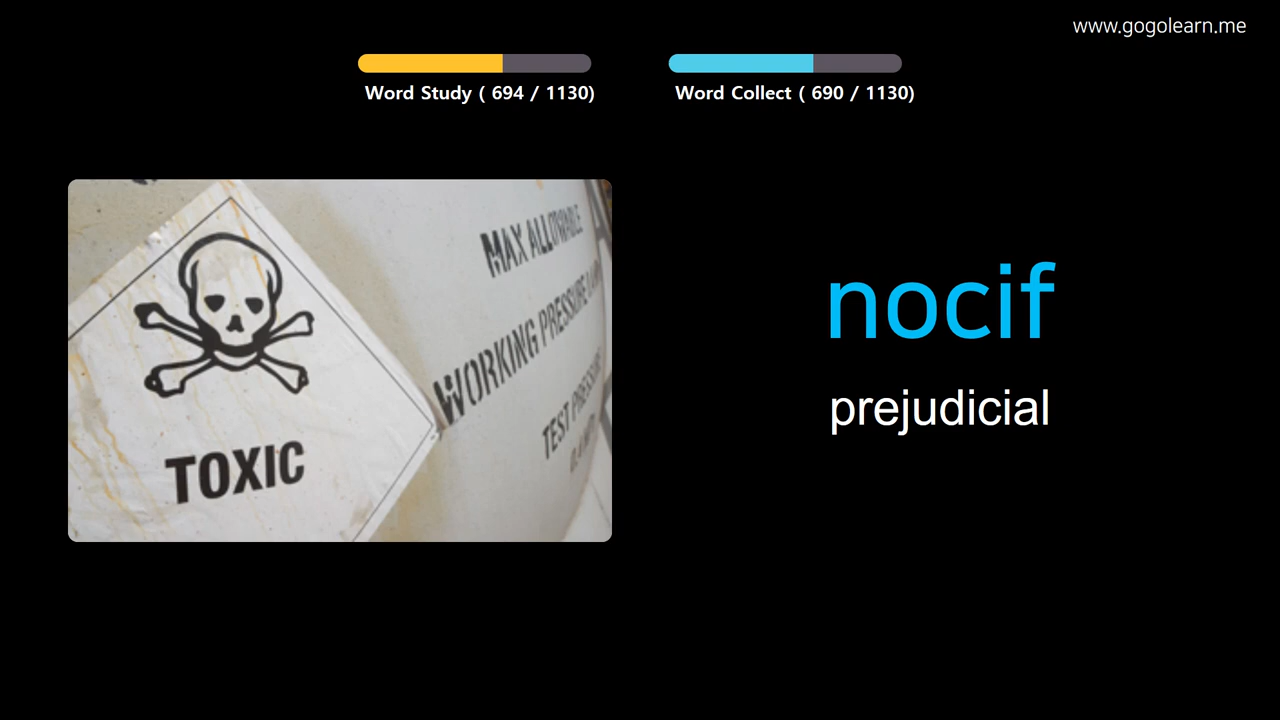 www.gogolearn.me
Word Study ( 694 / 1130)
Word Collect ( 690 / 1130)
MAX ALLOWABLE
WORKING PRESSURE
TEST PRESSURE
TOXIC
nocif
prejudicial